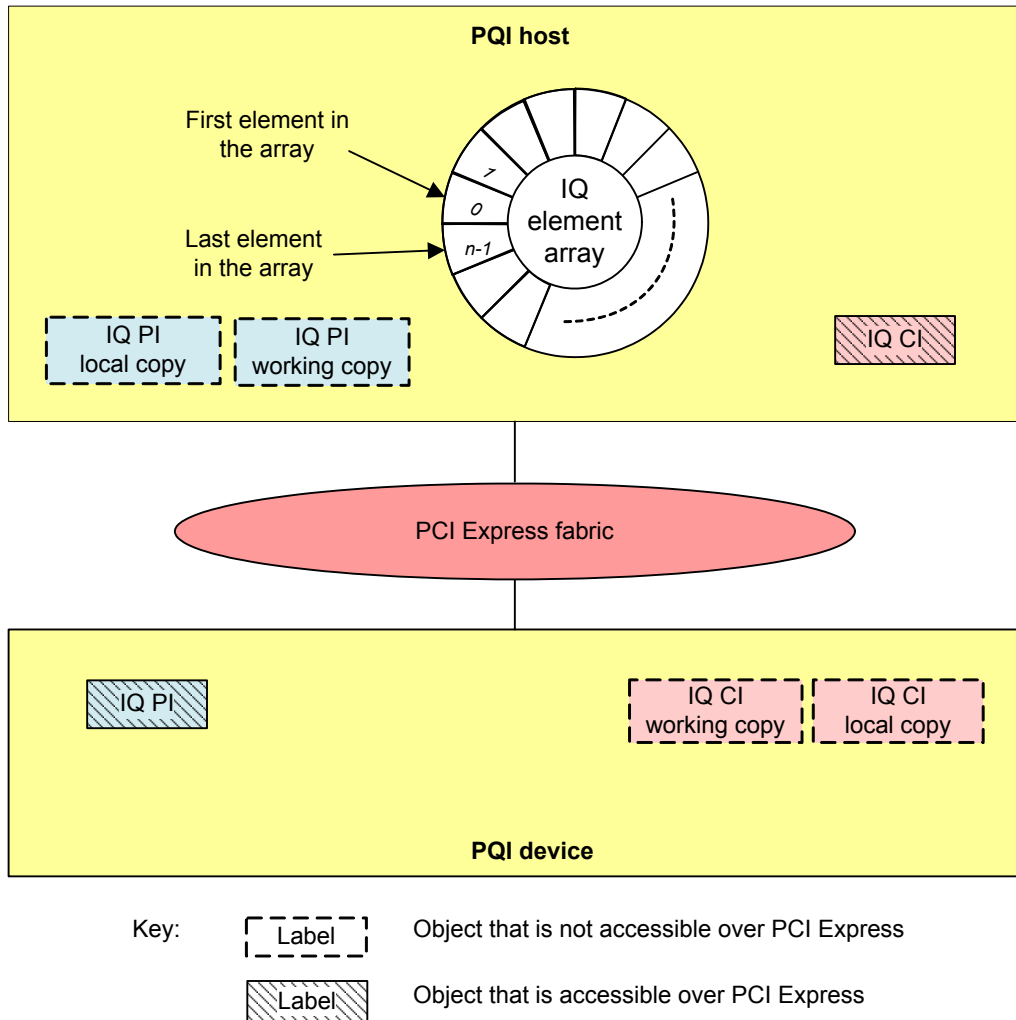 PQI host
First element in
the array
1
0
n-1
IQ
element
array
Last element
in the array
IQ PI
local copy
IQ PI
working copy
IQ CI
PCI Express fabric
IQ PI
IQ CI
working copy
IQ CI
local copy
PQI device
Key:
Label
Object that is not accessible over PCI Express
Label
Object that is accessible over PCI Express